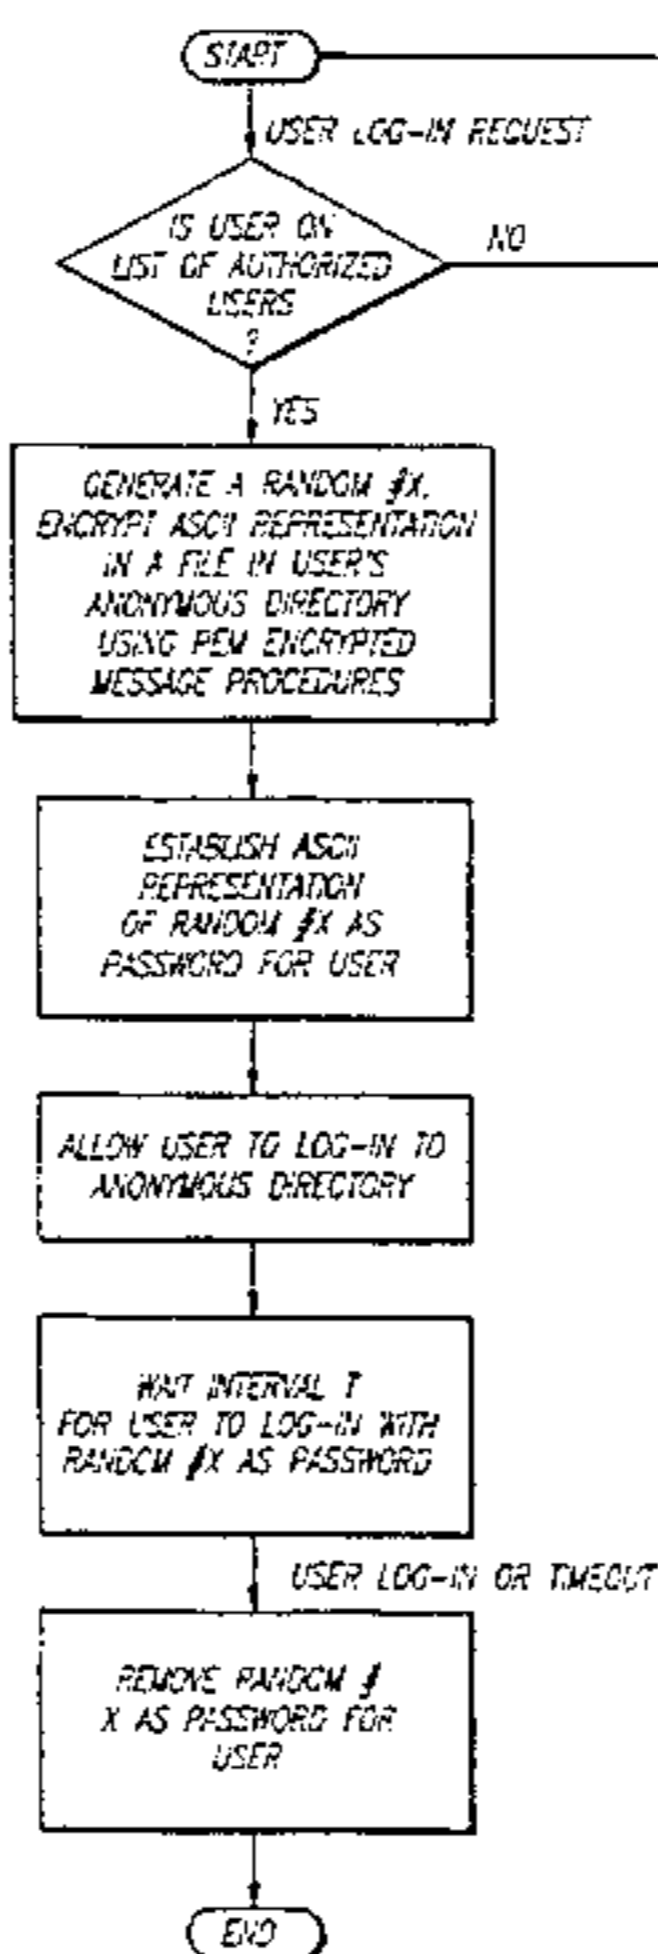 START
USER LOG-IN REQUEST
IS USER ON
LIST OF AUTHORIZED
USERS
?
NO
YES
GENERATE A RANDOM #X,
ENCRYPT ASCII REPRESENTATION
IN A FILE IN USER'S
ANONYMOUS DIRECTORY
USING PEM ENCRYPTED
MESSAGE PROCEDURES
ESTABLISH ASCII
REPRESENTATION
OF RANDOM #X AS
PASSWORD FOR USER
ALLOW USER TO LOG-IN TO
ANONYMOUS DIRECTORY
WAIT INTERVAL T
FOR USER TO LOG-IN WITH
RANDOM #X AS PASSWORD
USER LOG-IN OR TIMEOUT
REMOVE RANDOM #
X AS PASSWORD FOR
USER
END